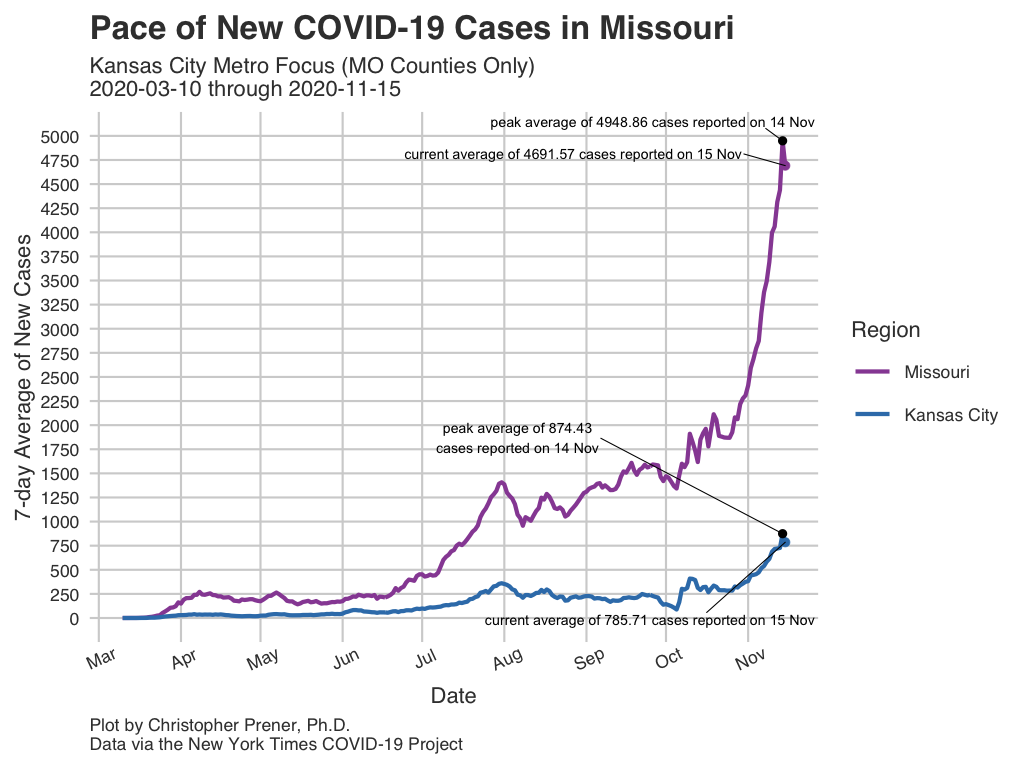 Pace of New COVID-19 Cases in Missouri
Kansas City Metro Focus (MO Counties Only)
2020-03-10 through 2020-11-15
peak average of 4948.86 cases reported on 14 Nov
current average of 4691.57 cases reported on 15 Nov
peak average of 874.43
cases reported on 14 Nov
current average of 785.71 cases reported on 15 Nov
7-day Average of New Cases
5000
4750
4500
4250
4000
3750
3500
3250
3000
2750
2500
2250
2000
1750
1500
1250
1000
750
500
250
0
Mar Apr May Jun Jul Aug Sep Oct Nov
Date
Region
Missouri
Kansas City
Plot by Christopher Prener, Ph.D.
Data via the New York Times COVID-19 Project